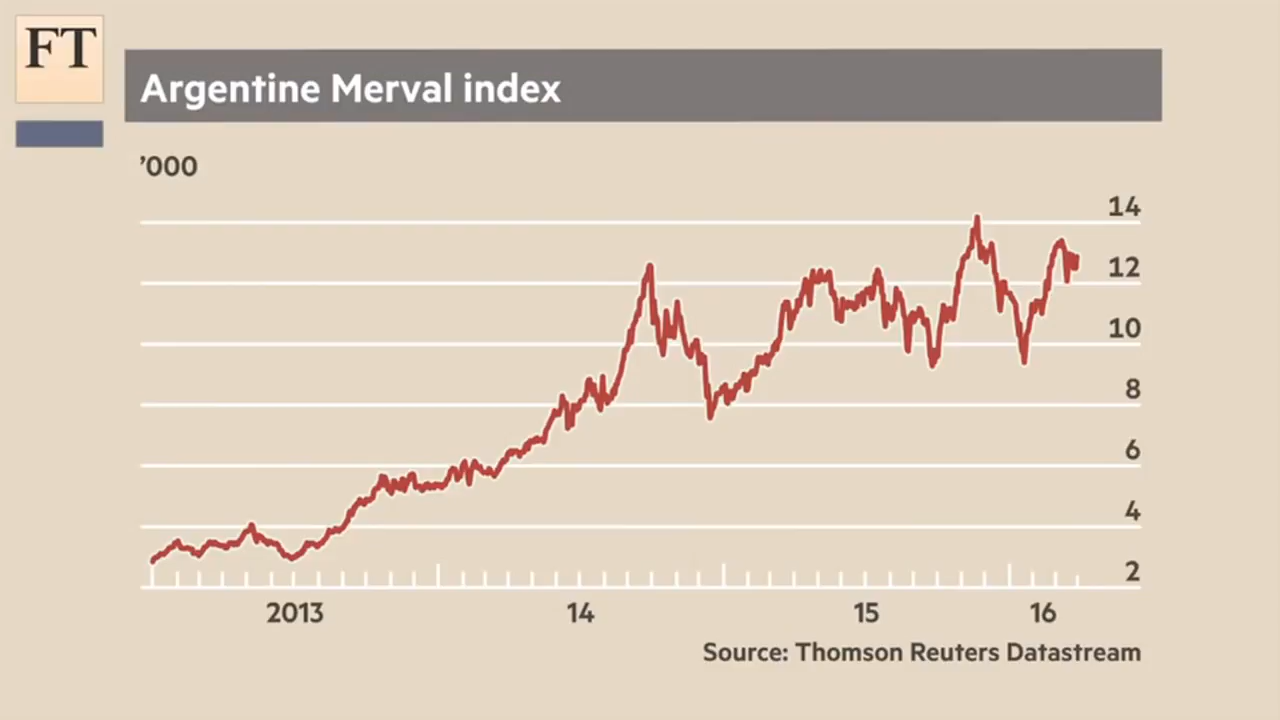 FT
Argentine Merval index
’000
14
12
10
8
6
4
2
2013 14 15 16
Source: Thomson Reuters Datastream